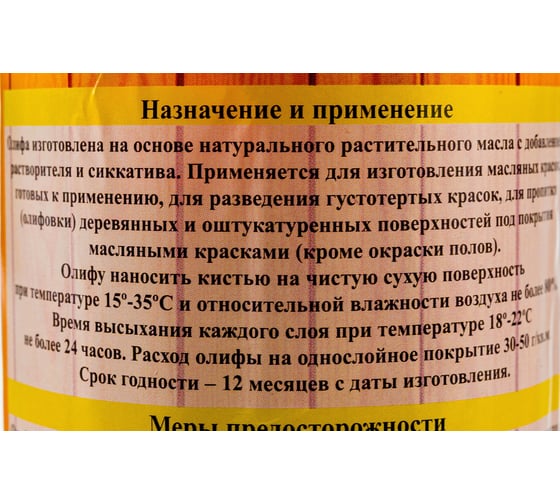 Назначение и применение
Олифа изготовлена на основе натурального растительного масла с добавлением
растворителя и сиккатива. Применяется для изготовления масляных красок,
готовых к применению, для разведения густотертых красок, для пропитки
(олифовки) деревянных и оштукатуренных поверхностей под покрытия
масляными красками (кроме окраски полов).
Олифу наносить кистью на чистую сухую поверхность
при температуре 15º-35ºС и относительной влажности воздуха не более 80%.
Время высыхания каждого слоя при температуре 18º-22ºС
не более 24 часов. Расход олифы на однослойное покрытие 30-50 г/кв.м.
Срок годности – 12 месяцев с даты изготовления.
Меры предосторожности